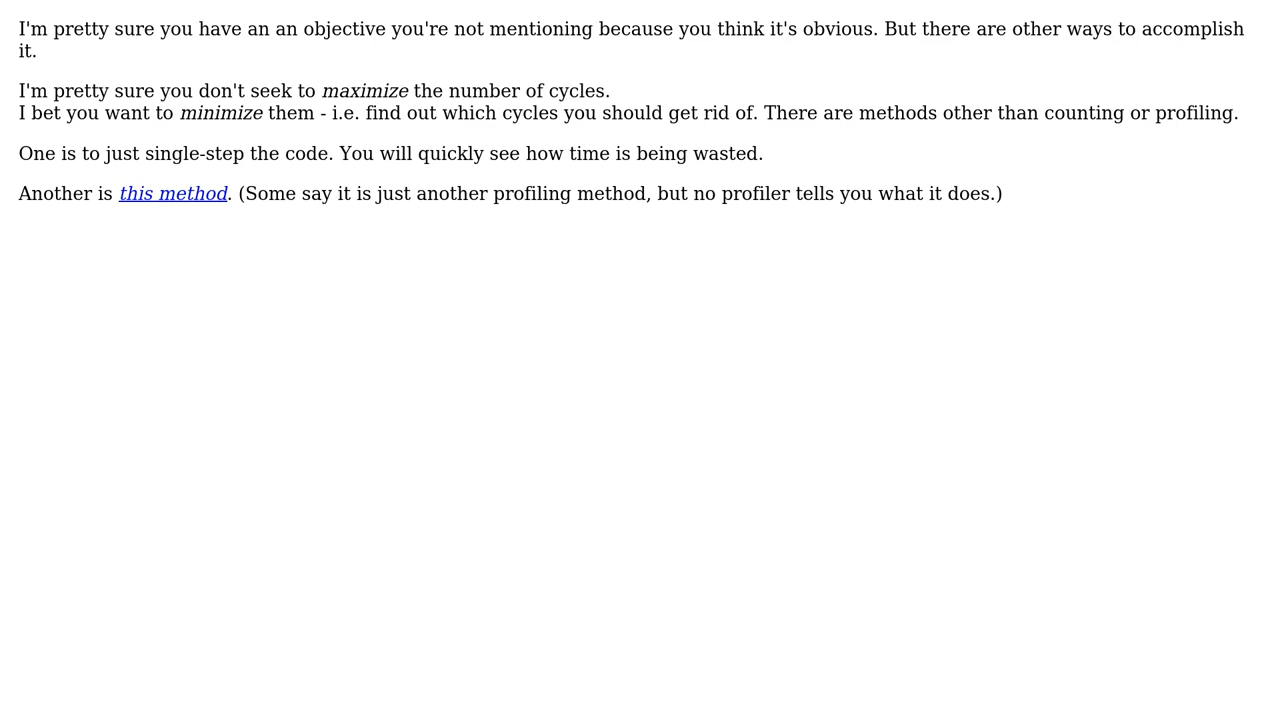 I'm pretty sure you have an an objective you're not mentioning because you think it's obvious. But there are other ways to accomplish
it.
I'm pretty sure you don't seek to maximize the number of cycles.
I bet you want to minimize them - i.e. find out which cycles you should get rid of. There are methods other than counting or profiling.
One is to just single-step the code. You will quickly see how time is being wasted.
Another is this method. (Some say it is just another profiling method, but no profiler tells you what it does.)